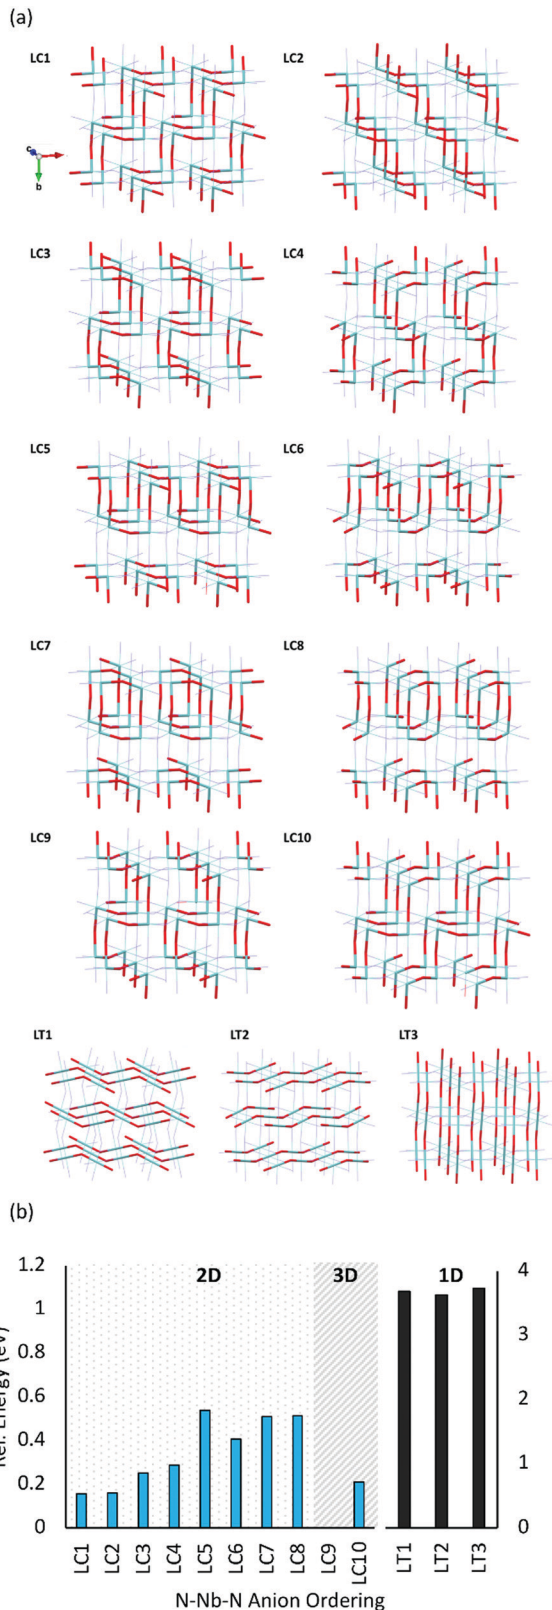 (a)
LC1
LC2
c
b
LC3
LC4
LC5
LC6
LC7
LC8
LC9
LC10
LT1
LT2
LT3
(b)
1.2
1
0.8
0.6
0.4
0.2
0
Rel. Energy (eV)
2D
3D
1D
4
3
2
1
0
LC1
LC2
LC3
LC4
LC5
LC6
LC7
LC8
LC9
LC10
LT1
LT2
LT3
N-Nb-N Anion Ordering